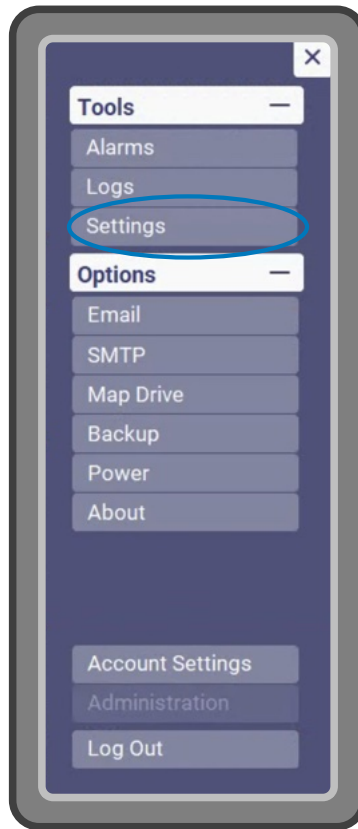 ×
Tools —
Alarms
Logs
Settings
Options —
Email
SMTP
Map Drive
Backup
Power
About
Account Settings
Administration
Log Out